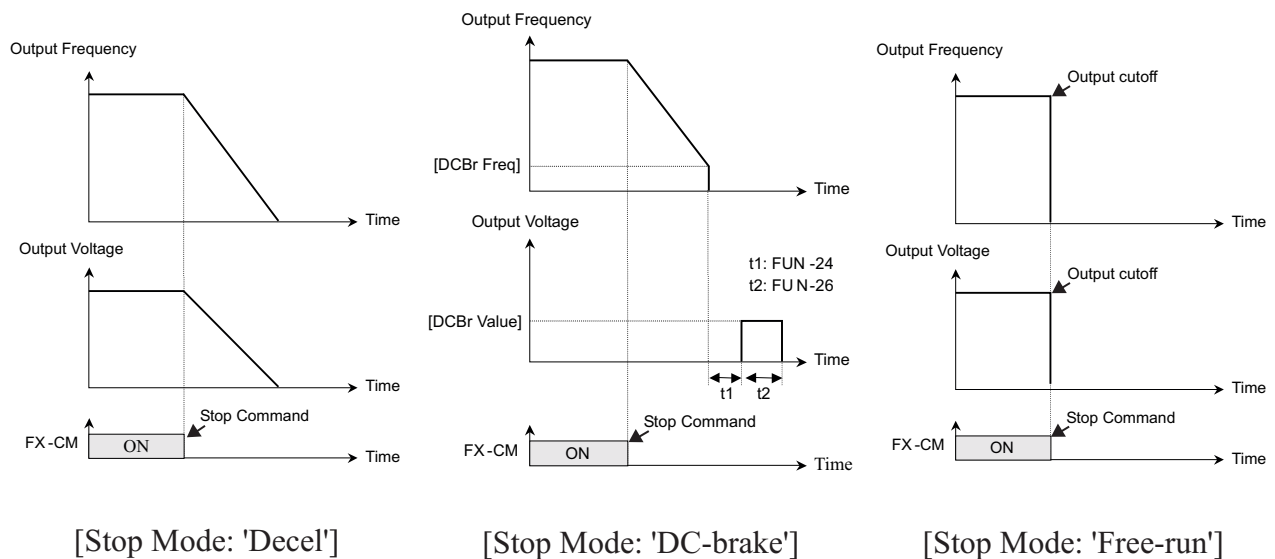 Output Frequency
Time
Output Voltage
Time
Stop Command
FX-CM
ON
Time
[Stop Mode: 'Decel']
Output Frequency
[DCBr Freq]
Time
Output Voltage
t1: FUN -24
t2: FU N-26
[DCBr Value]
Time
t1
t2
Stop Command
FX-CM
ON
Time
[Stop Mode: 'DC-brake']
Output Frequency
Output cutoff
Time
Output Voltage
Output cutoff
Time
Stop Command
FX-CM
ON
Time
[Stop Mode: 'Free-run']